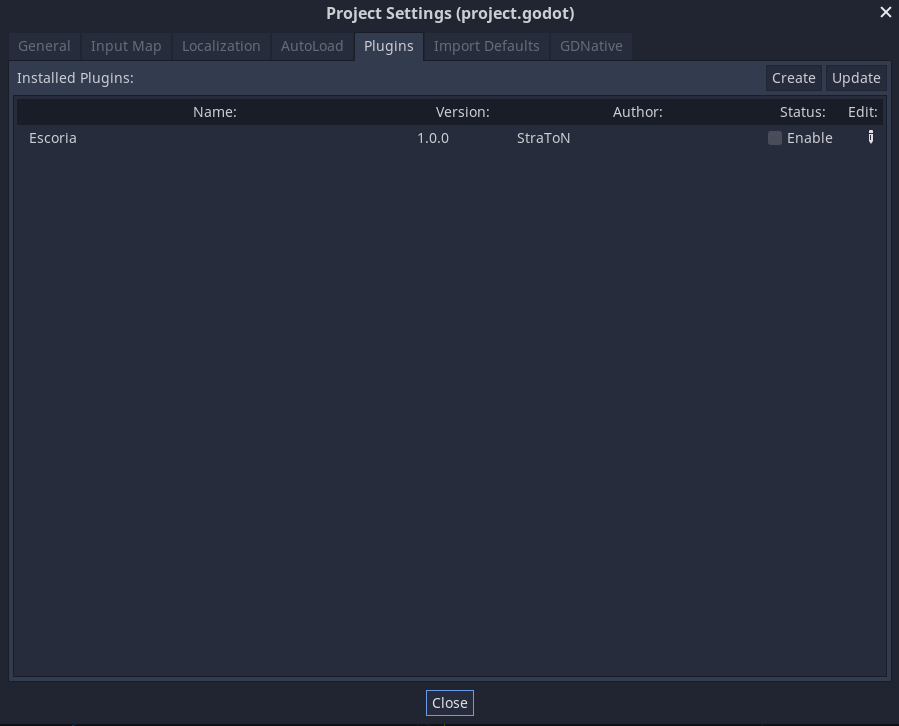 Project Settings (project.godot)
General Input Map Localization AutoLoad Plugins Import Defaults GDNative
Installed Plugins: Create Update
Name: Version: Author: Status: Edit:
Escoria 1.0.0 StraToN Enable
Close